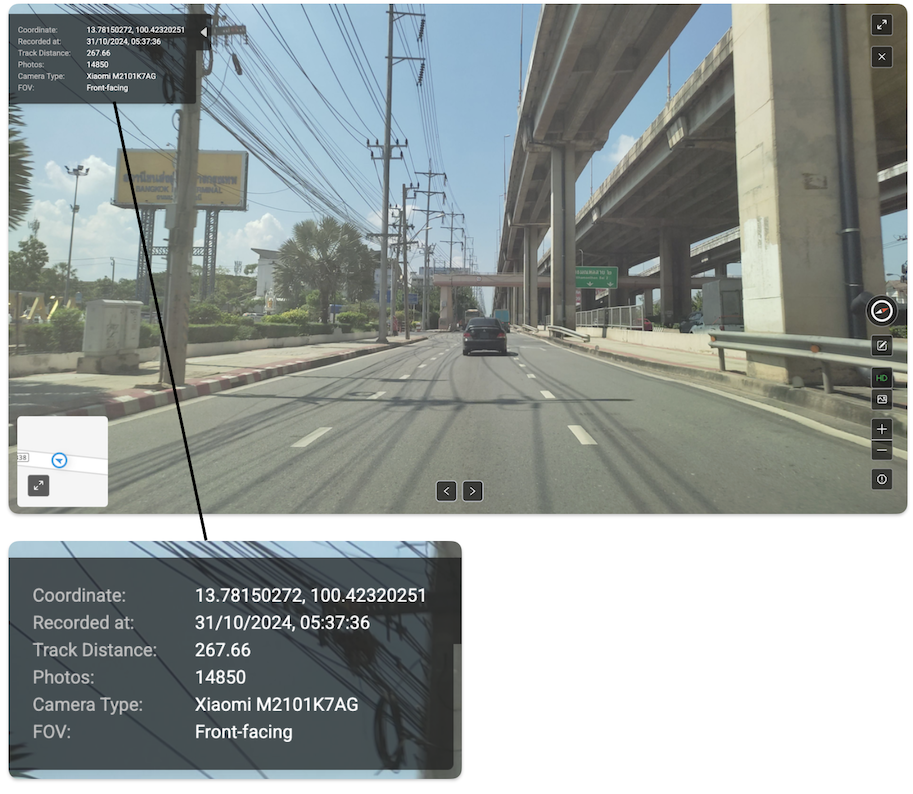 Coordinate: 13.78150272, 100.42320251
Recorded at: 31/10/2024, 05:37:36
Track Distance: 267.66
Photos: 14850
Camera Type: Xiaomi M2101K7AG
FOV: Front-facing
BANGKOK
338
HD
Coordinate: 13.78150272, 100.42320251
Recorded at: 31/10/2024, 05:37:36
Track Distance: 267.66
Photos: 14850
Camera Type: Xiaomi M2101K7AG
FOV: Front-facing